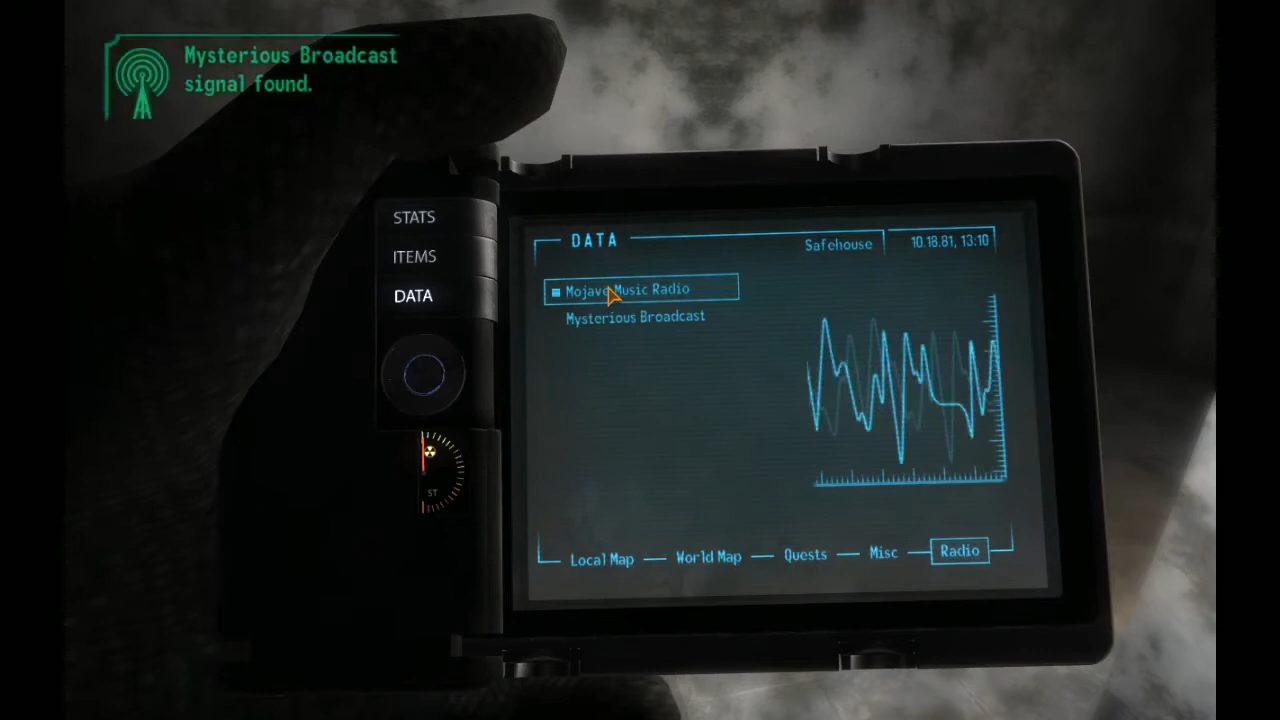 Mysterious Broadcast
signal found.
STATS
ITEMS
DATA
ST
DATA
Safehouse
10.18.81, 13:10
Mojave Music Radio
Mysterious Broadcast
Local Map
World Map
Quests
Misc
Radio